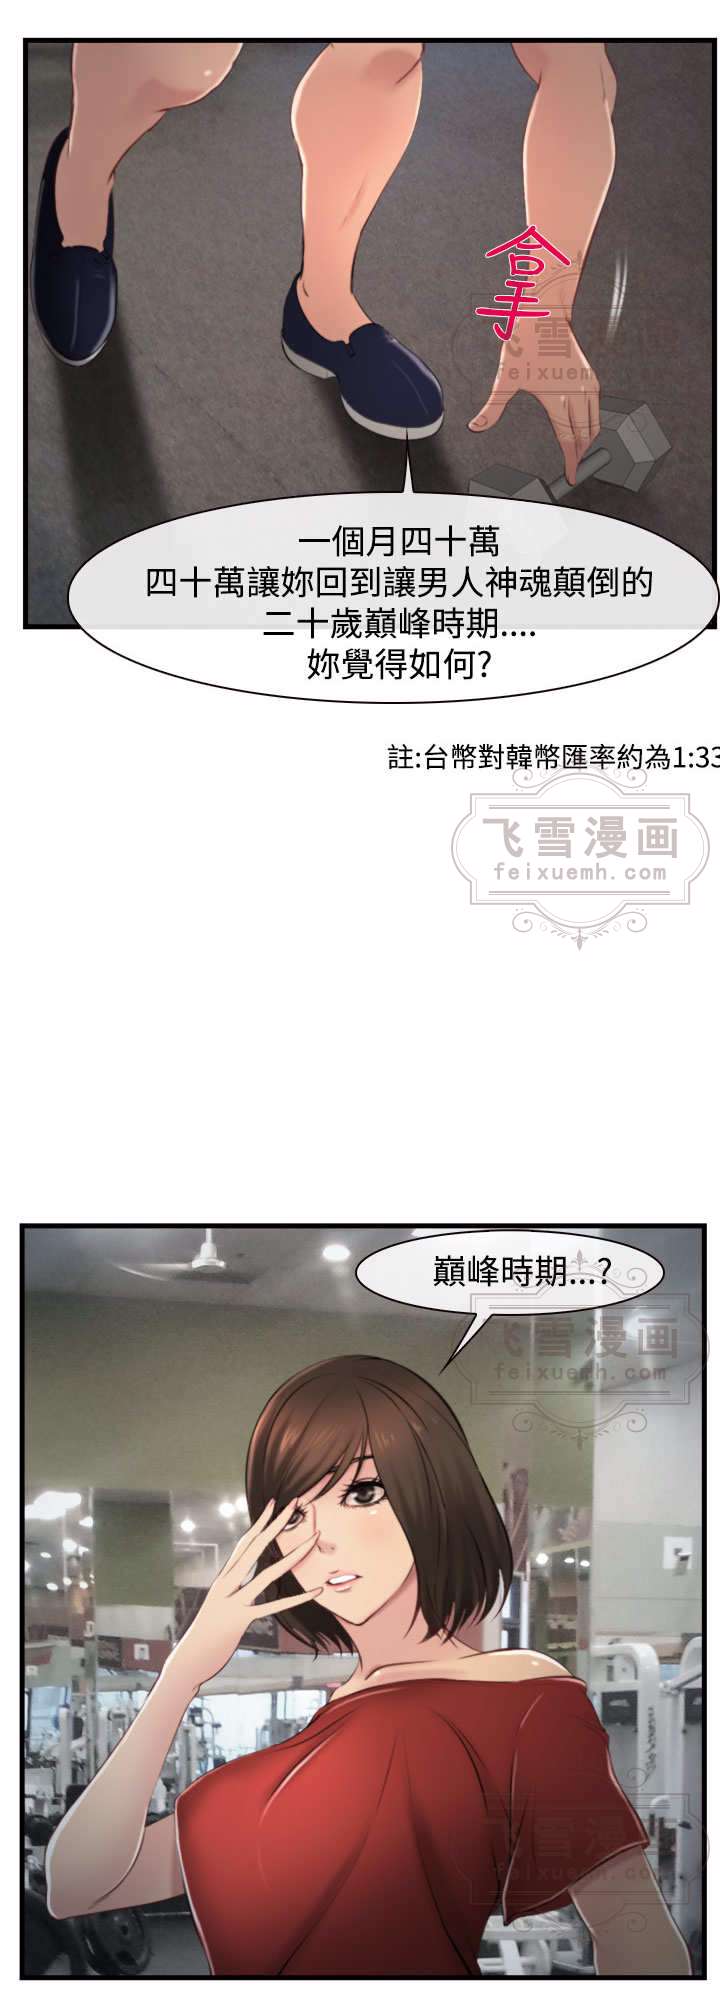 拿
飞雪漫画
feixuemh.com
一個月四十萬
四十萬讓妳回到讓男人神魂顛倒的
二十歲巔峰時期....
妳覺得如何?
註:台幣對韓幣匯率約為1:33
飞雪漫画
feixuemh.com
巔峰時期...?
飞雪漫画
feixuemh.com
飞雪漫画
feixuemh.com